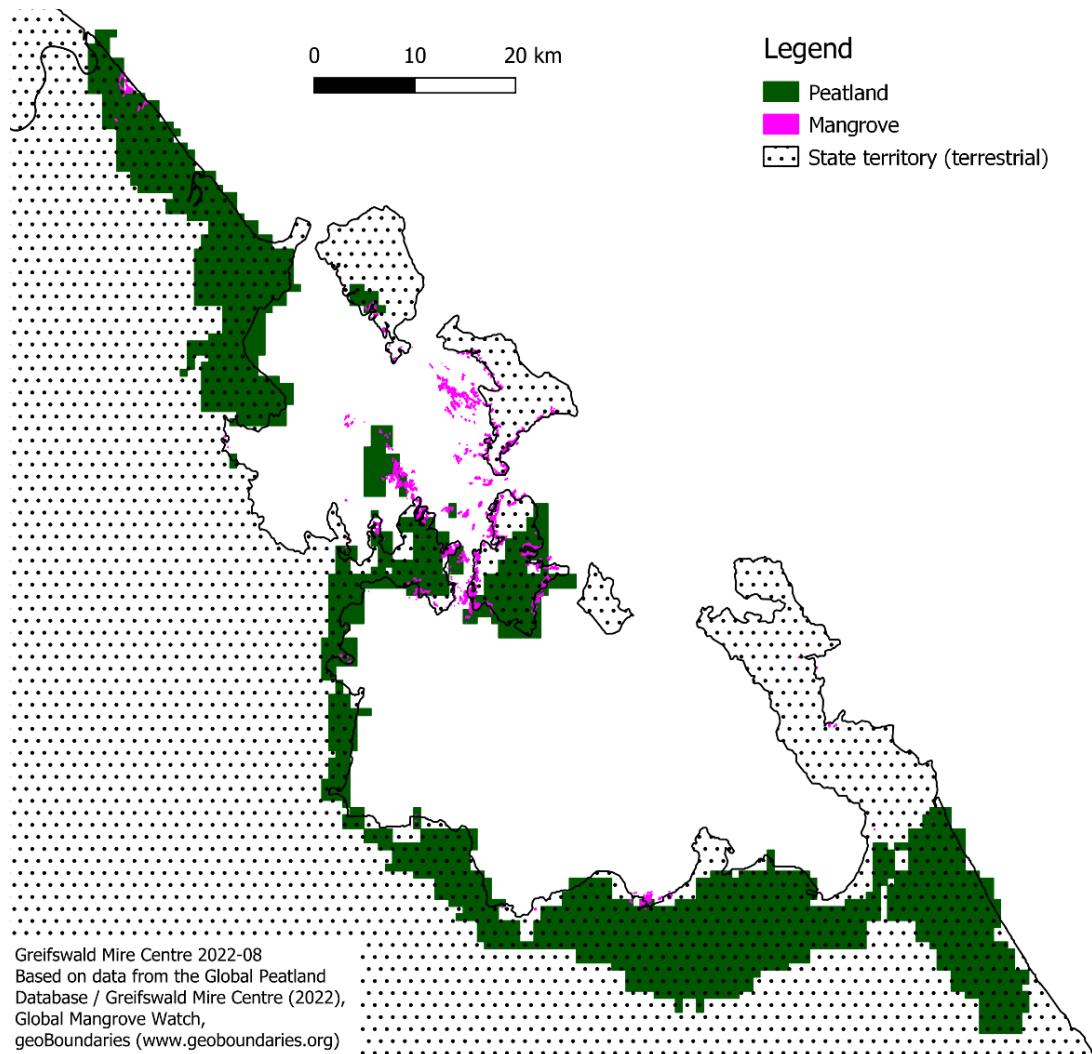 0 10 20 km
Legend
Peatland
Mangrove
State territory (terrestrial)
Greifswald Mire Centre 2022-08
Based on data from the Global Peatland
Database / Greifswald Mire Centre (2022),
Global Mangrove Watch,
geoBoundaries (www.geoboundaries.org)